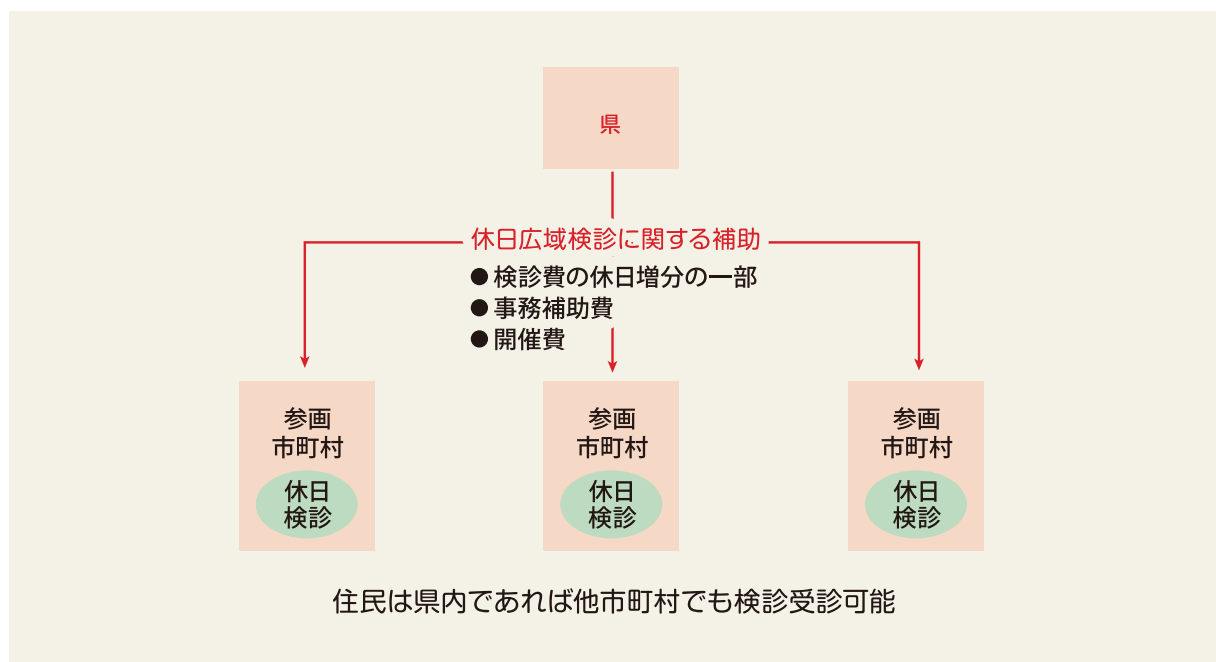 県
休日広域検診に関する補助
●検診費の休日増分の一部
●事務補助費
●開催費
参画
市町村
休日
検診
参画
市町村
休日
検診
参画
市町村
休日
検診
住民は県内であれば他市町村でも検診受診可能